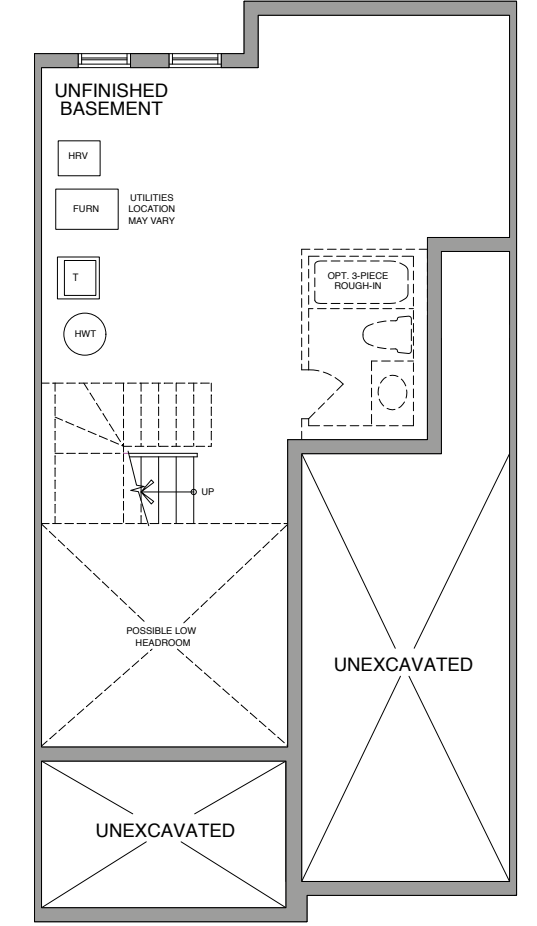 UNFINISHED
BASEMENT
HRV
FURN
UTILITIES
LOCATION
MAY VARY
T
OPT. 3-PIECE
ROUGH-IN
HWT
UP
POSSIBLE LOW
HEADROOM
UNEXCAVATED
UNEXCAVATED